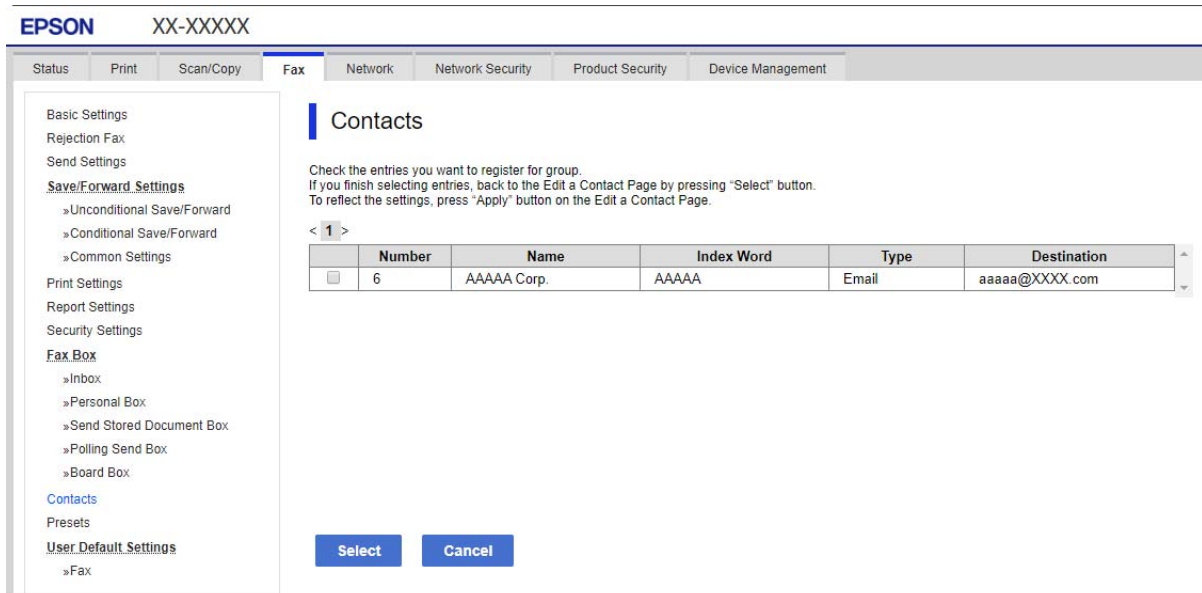 EPSON XX-XXXXX
Status Print Scan/Copy Fax Network Network Security Product Security Device Management
Basic Settings
Rejection Fax
Send Settings
Save/Forward Settings
»Unconditional Save/Forward
»Conditional Save/Forward
»Common Settings
Print Settings
Report Settings
Security Settings
Fax Box
»Inbox
»Personal Box
»Send Stored Document Box
»Polling Send Box
»Board Box
Contacts
Presets
User Default Settings
»Fax
Contacts
Check the entries you want to register for group.
If you finish selecting entries, back to the Edit a Contact Page by pressing “Select” button.
To reflect the settings, press “Apply” button on the Edit a Contact Page.
< 1 >
Number Name Index Word Type Destination
6 AAAAA Corp. AAAAA Email aaaaa@XXXX.com
Select Cancel